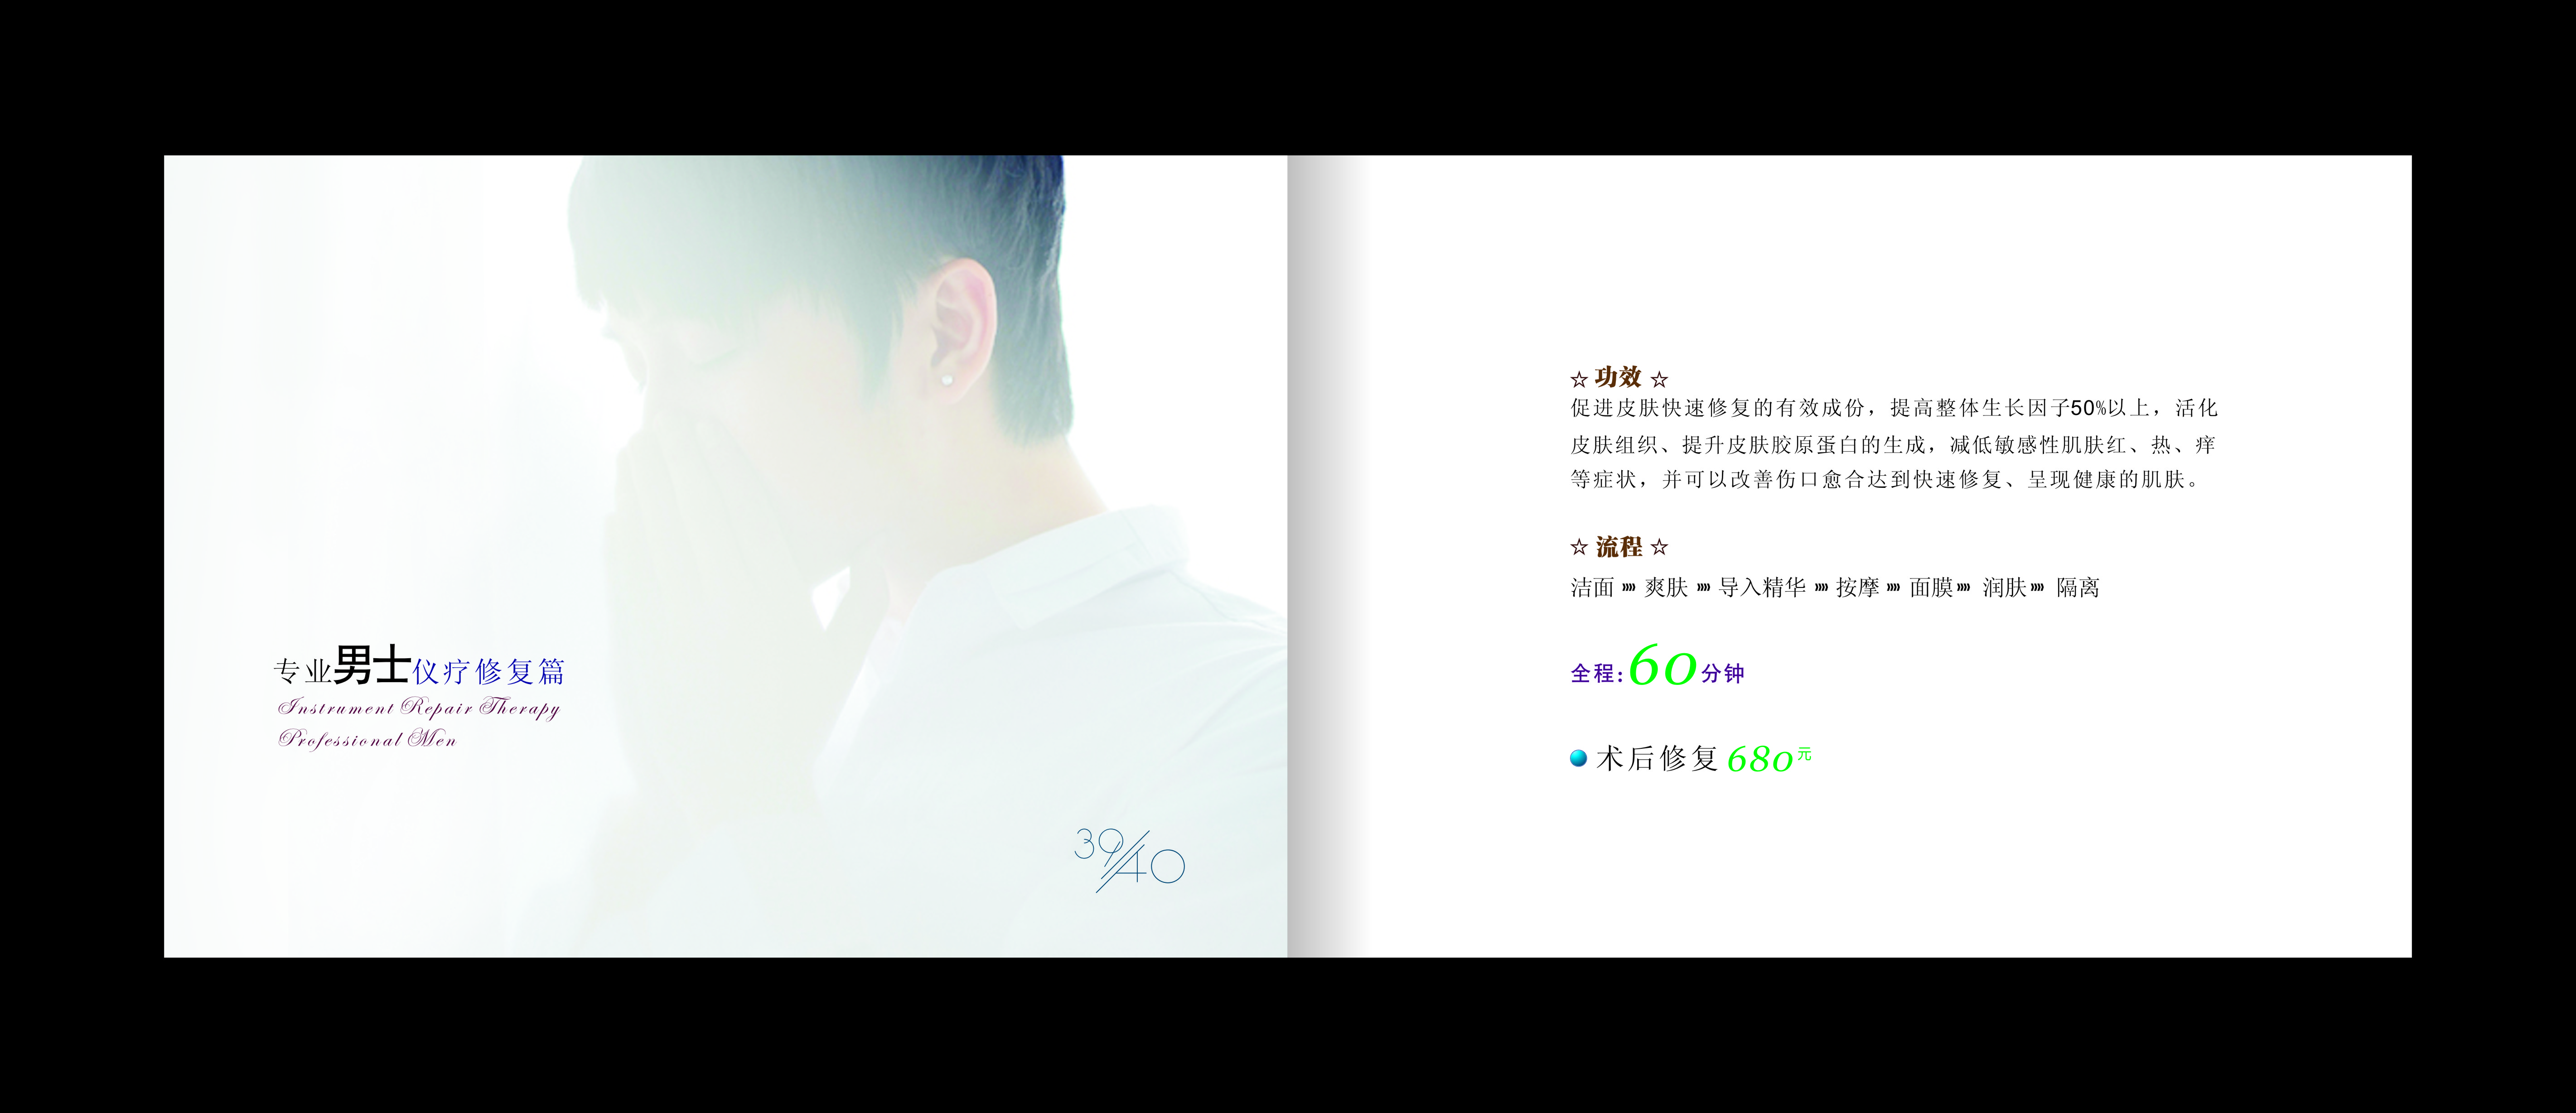 专业男士仪疗修复篇
Instrument Repair Therapy
Professional Men
39/40
☆ 功效 ☆
促进皮肤快速修复的有效成份，提高整体生长因子50%以上，活化
皮肤组织、提升皮肤胶原蛋白的生成，减低敏感性肌肤红、热、痒
等症状，并可以改善伤口愈合达到快速修复、呈现健康的肌肤。
☆ 流程 ☆
洁面 »» 爽肤 »» 导入精华 »» 按摩 »» 面膜 »» 润肤 »» 隔离
全程：60分钟
术后修复 680元